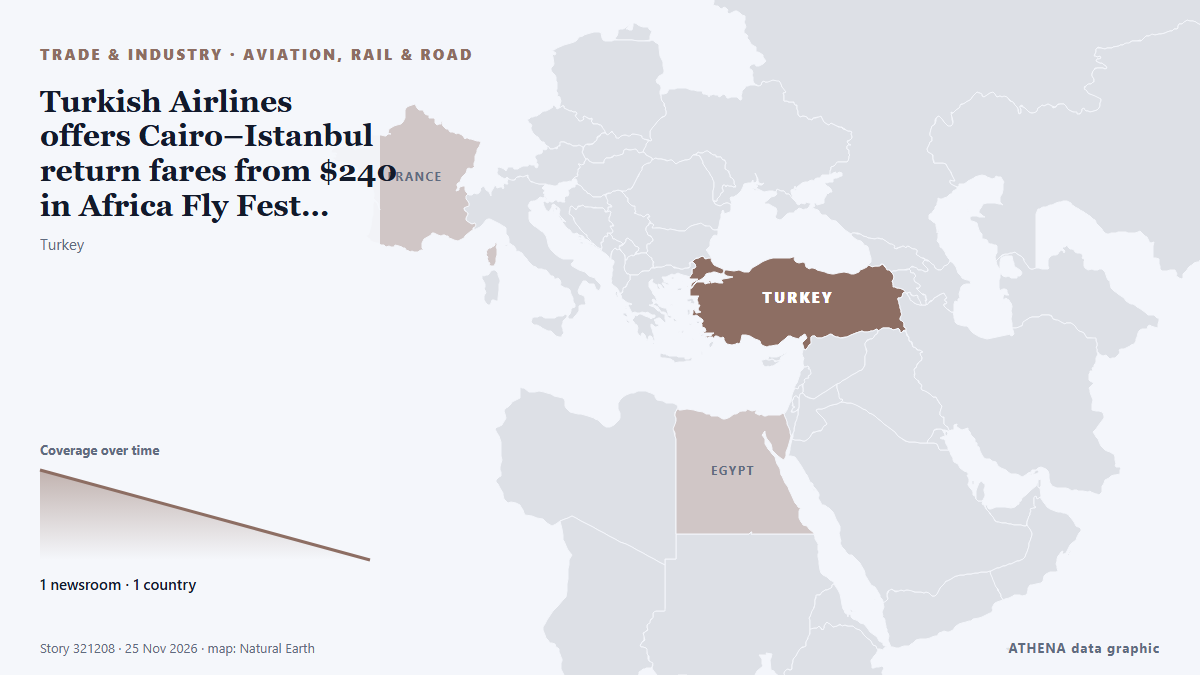 TRADE & INDUSTRY · AVIATION, RAIL & ROAD
Turkish Airlines
offers Cairo–Istanbul
return fares from $240
in Africa Fly Fest…
Turkey
FRANCE
TURKEY
EGYPT
Coverage over time
1 newsroom · 1 country
Story 321208 · 25 Nov 2026 · map: Natural Earth
ATHENA data graphic